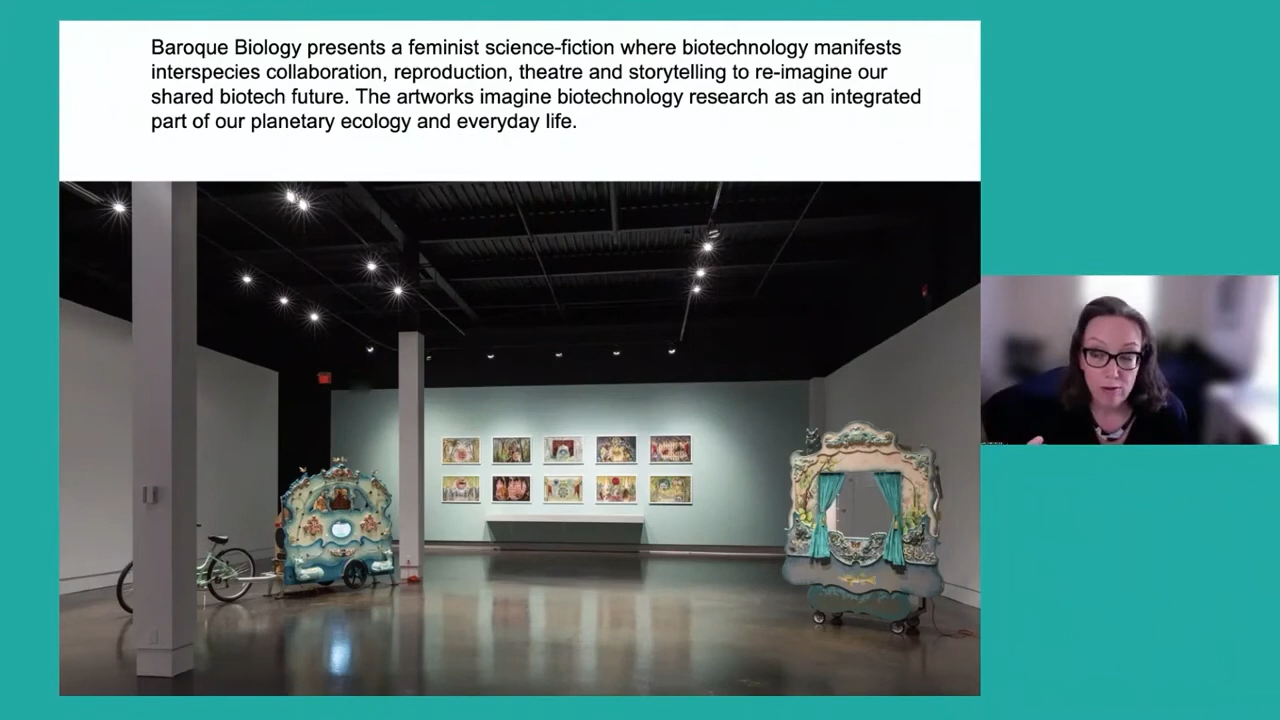 Baroque Biology presents a feminist science-fiction where biotechnology manifests
interspecies collaboration, reproduction, theatre and storytelling to re-imagine our
shared biotech future. The artworks imagine biotechnology research as an integrated
part of our planetary ecology and everyday life.